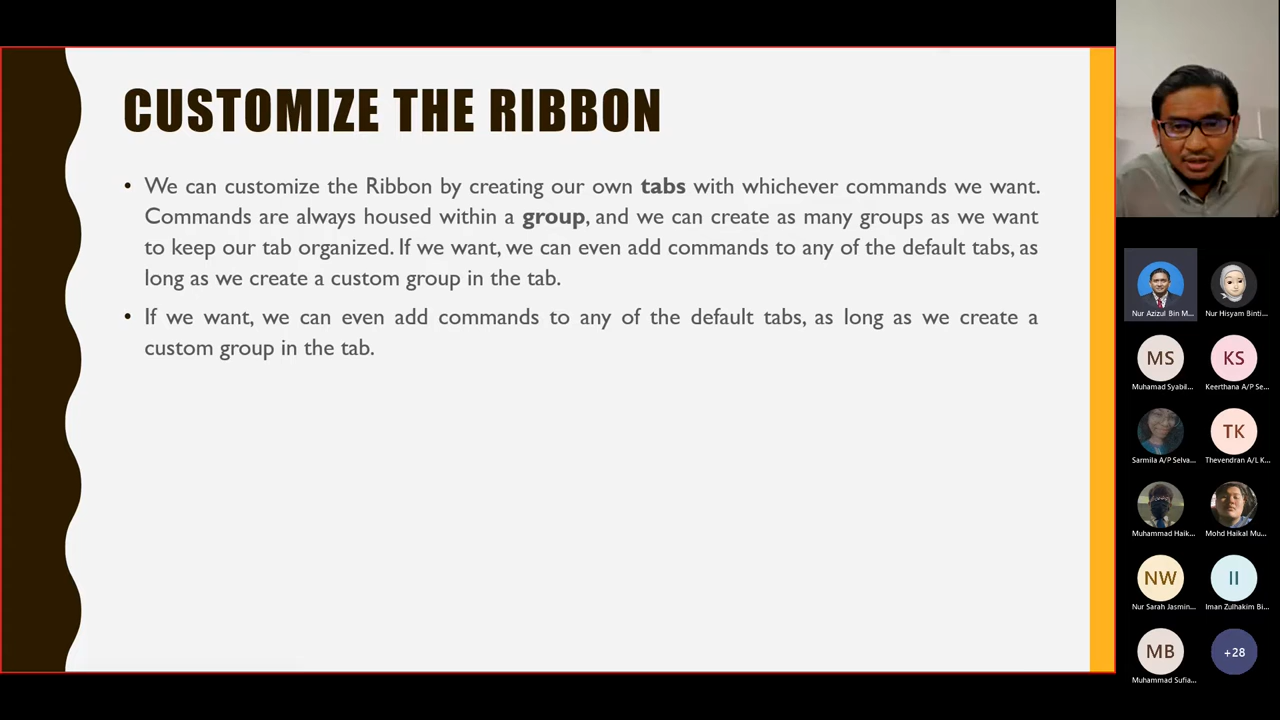 CUSTOMIZE THE RIBBON
• We can customize the Ribbon by creating our own tabs with whichever commands we want.
Commands are always housed within a group, and we can create as many groups as we want
to keep our tab organized. If we want, we can even add commands to any of the default tabs, as
long as we create a custom group in the tab.
• If we want, we can even add commands to any of the default tabs, as long as we create a
custom group in the tab.
Nur Azizul Bin M...
Nur Hisyam Binti...
MS
KS
Muhamad Syabil...
Keerthana A/P Se...
TK
Sarmila A/P Selva...
Thevendran A/L K...
Muhammad Haik...
Mohd Haikal Mu...
NW
II
Nur Sarah Jasmin...
Iman Zulhakim Bi...
MB
+28
Muhammad Sufia...